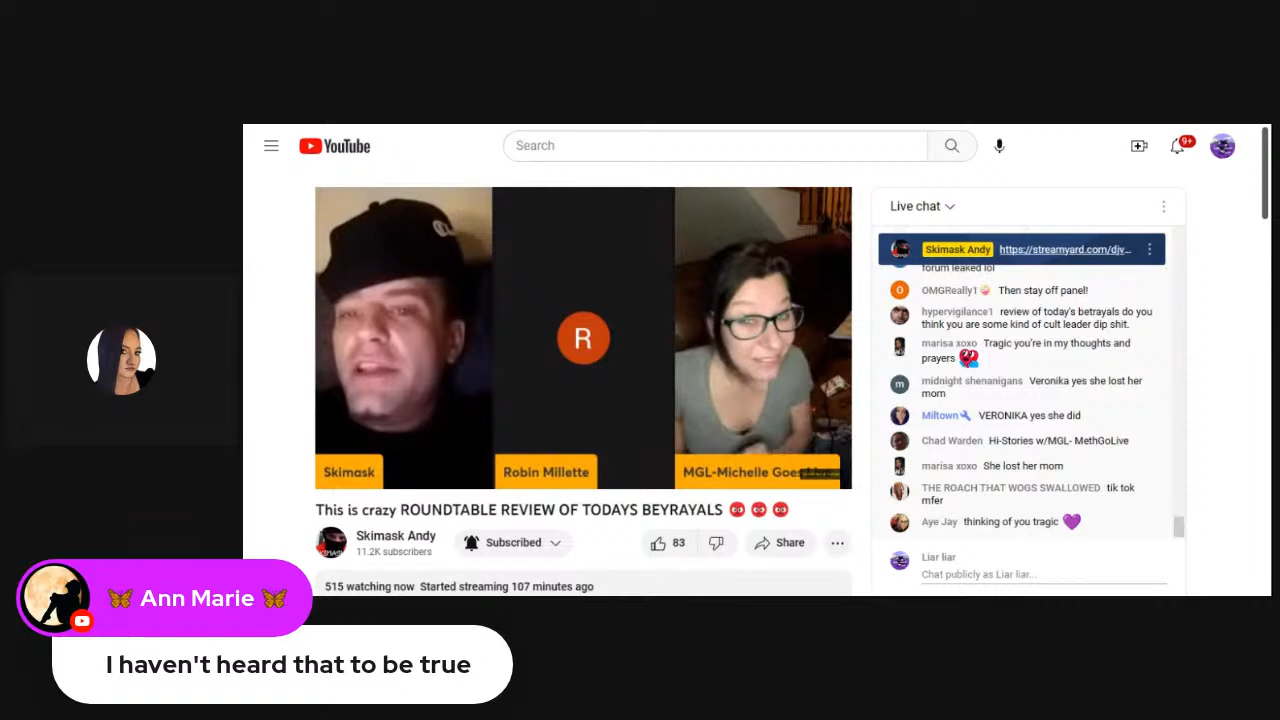 YouTube
Search
9+
Skimask
R
Robin Millette
MGL-Michelle Goes
Live chat
Skimask Andy https://streamyard.com/djv...
forum leaked lol
O OMGReally1 Then stay off panel!
hypervigilance1 review of today's betrayals do you
think you are some kind of cult leader dip shit.
marisa xoxo Tragic you're in my thoughts and
prayers
m midnight shenanigans Veronika yes she lost her
mom
Miltown VERONIKA yes she did
Chad Warden Hi-Stories w/MGL- MethGoLive
marisa xoxo She lost her mom
THE ROACH THAT WOGS SWALLOWED tik tok
mfer
Aye Jay thinking of you tragic
Liar liar
Chat publicly as Liar liar...
This is crazy ROUNDTABLE REVIEW OF TODAYS BEYRAYALS
Skimask Andy
11.2K subscribers
Subscribed
83
Share
515 watching now Started streaming 107 minutes ago
Ann Marie
I haven't heard that to be true